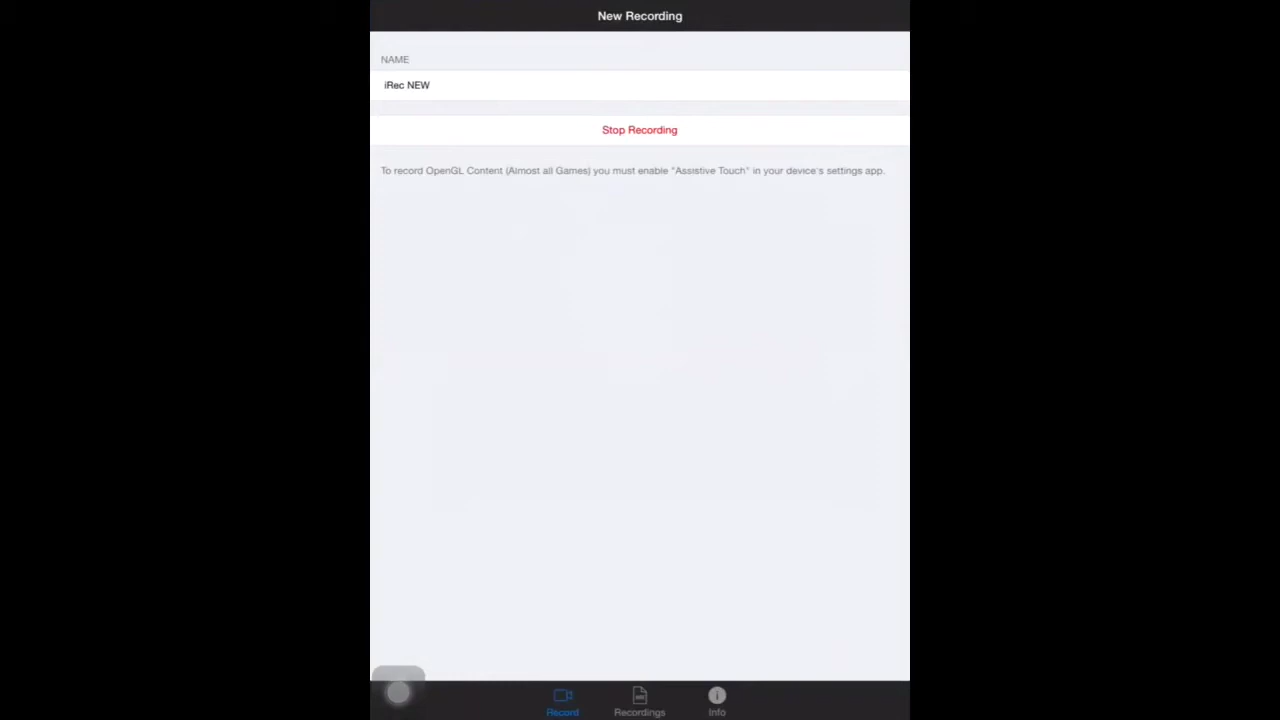 New Recording
NAME
iRec NEW
Stop Recording
To record OpenGL Content (Almost all Games) you must enable "Assistive Touch" in your device's settings app.
Record
Recordings
Info